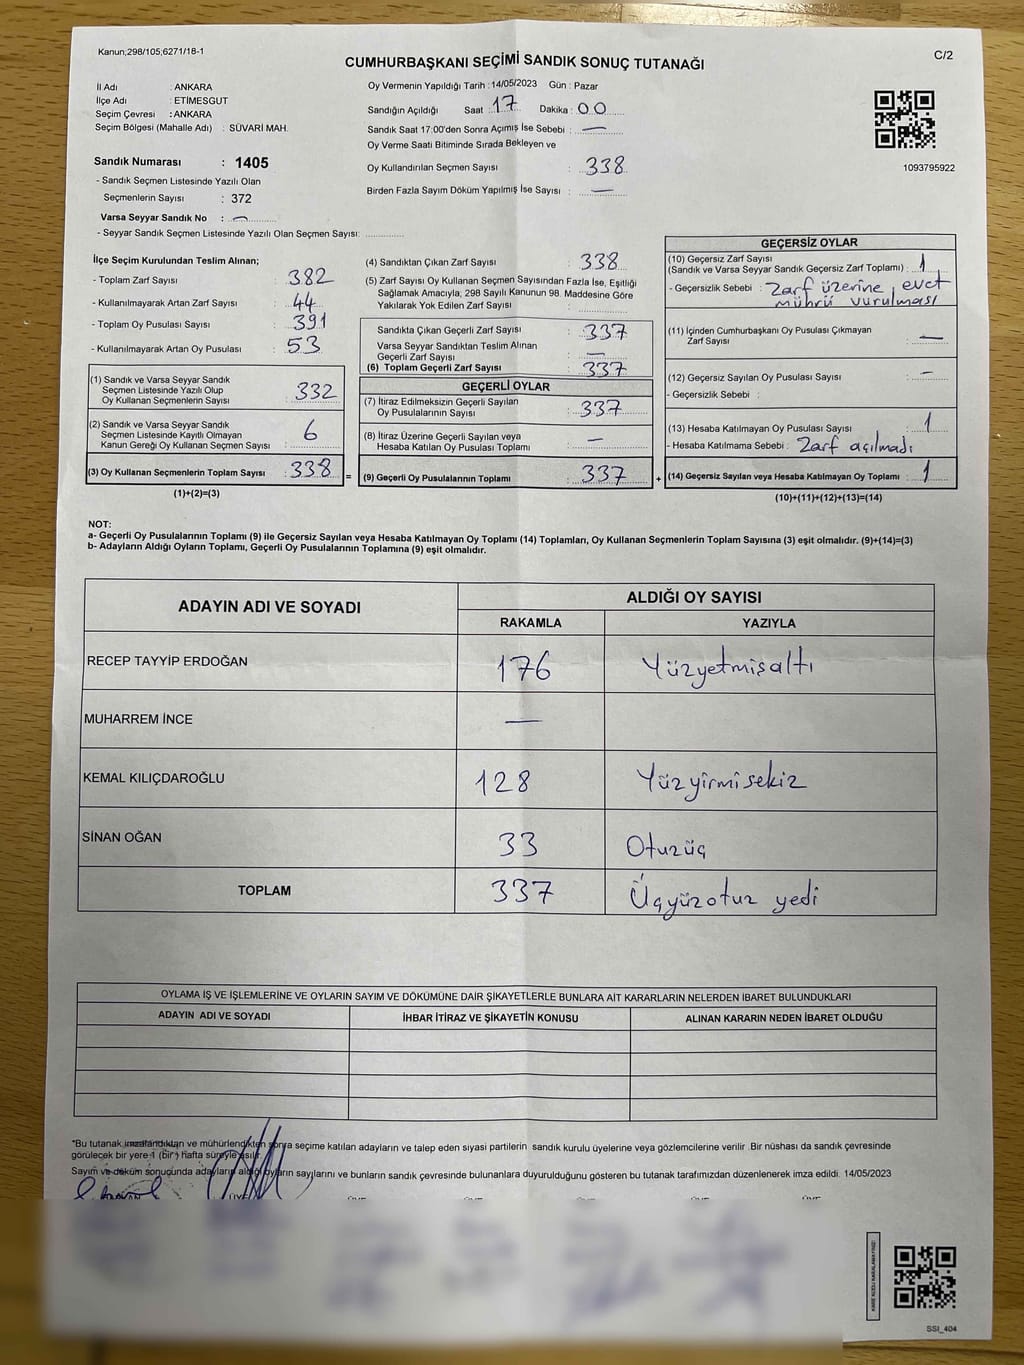 Kanun,298/105;6271/18-1
CUMHURBAŞKANI SEÇİMİ SANDIK SONUÇ TUTANAĞI
C/2
İl Adı : ANKARA
İlçe Adı : ETİMESGUT
Seçim Çevresi : ANKARA
Seçim Bölgesi (Mahalle Adı) : SÜVARİ MAH.
Oy Vermenin Yapıldığı Tarih :14/05/2023 Gün : Pazar
Sandığın Açıldığı Saat : 17 Dakika : 00
Sandık Saat 17:00'den Sonra Açımış İse Sebebi : —
Oy Verme Saati Bitiminde Sırada Bekleyen ve
Oy Kullandırılan Seçmen Sayısı : 338
Birden Fazla Sayım Döküm Yapılmış İse Sayısı : —
1093795922
Sandık Numarası : 1405
- Sandık Seçmen Listesinde Yazılı Olan
Seçmenlerin Sayısı : 372
Varsa Seyyar Sandık No : —
- Seyyar Sandık Seçmen Listesinde Yazılı Olan Seçmen Sayısı: ............
İlçe Seçim Kurulundan Teslim Alınan;
- Toplam Zarf Sayısı : 382
- Kullanılmayarak Artan Zarf Sayısı : 44
- Toplam Oy Pusulası Sayısı : 391
- Kullanılmayarak Artan Oy Pusulası : 53
(1) Sandık ve Varsa Seyyar Sandık
Seçmen Listesinde Yazılı Olup
Oy Kullanan Seçmenlerin Sayısı : 332
(2) Sandık ve Varsa Seyyar Sandık
Seçmen Listesinde Kayıtlı Olmayan
Kanun Gereği Oy Kullanan Seçmen Sayısı : 6
(3) Oy Kullanan Seçmenlerin Toplam Sayısı : 338 =
(1)+(2)=(3)
(4) Sandıktan Çıkan Zarf Sayısı : 338
(5) Zarf Sayısı Oy Kullanan Seçmen Sayısından Fazla İse, Eşitliği
Sağlamak Amacıyla, 298 Sayılı Kanunun 98. Maddesine Göre
Yakılarak Yok Edilen Zarf Sayısı :
Sandıkta Çıkan Geçerli Zarf Sayısı : 337
Varsa Seyyar Sandıktan Teslim Alınan
Geçerli Zarf Sayısı : —
(6) Toplam Geçerli Zarf Sayısı : 337
GEÇERLİ OYLAR
(7) İtiraz Edilmeksizin Geçerli Sayılan
Oy Pusulalarının Sayısı : 337
(8) İtiraz Üzerine Geçerli Sayılan veya
Hesaba Katılan Oy Pusulası Toplamı : —
(9) Geçerli Oy Pusulalarının Toplamı : 337 +
GEÇERSİZ OYLAR
(10) Geçersiz Zarf Sayısı
(Sandık ve Varsa Seyyar Sandık Geçersiz Zarf Toplamı) : 1
- Geçersizlik Sebebi : Zarf üzerine evet
mührü vurulması
(11) İçinden Cumhurbaşkanı Oy Pusulası Çıkmayan
Zarf Sayısı : —
(12) Geçersiz Sayılan Oy Pusulası Sayısı : —
- Geçersizlik Sebebi :
(13) Hesaba Katılmayan Oy Pusulası Sayısı : 1
- Hesaba Katılmama Sebebi : Zarf açılmadı
(14) Geçersiz Sayılan veya Hesaba Katılmayan Oy Toplamı : 1
(10)+(11)+(12)+(13)=(14)
NOT:
a- Geçerli Oy Pusulalarının Toplamı (9) ile Geçersiz Sayılan veya Hesaba Katılmayan Oy Toplamı (14) Toplamları, Oy Kullanan Seçmenlerin Toplam Sayısına (3) eşit olmalıdır. (9)+(14)=(3)
b- Adayların Aldığı Oyların Toplamı, Geçerli Oy Pusulalarının Toplamına (9) eşit olmalıdır.
ADAYIN ADI VE SOYADI
ALDIĞI OY SAYISI
RAKAMLA YAZIYLA
RECEP TAYYİP ERDOĞAN 176 Yüzyetmişaltı
MUHARREM İNCE —
KEMAL KILIÇDAROĞLU 128 Yüzyirmisekiz
SİNAN OĞAN 33 Otuzüç
TOPLAM 337 Üçyüzotuz yedi
OYLAMA İŞ VE İŞLEMLERİNE VE OYLARIN SAYIM VE DÖKÜMÜNE DAİR ŞİKAYETLERLE BUNLARA AİT KARARLARIN NELERDEN İBARET BULUNDUKLARI
ADAYIN ADI VE SOYADI İHBAR İTİRAZ VE ŞİKAYETİN KONUSU ALINAN KARARIN NEDEN İBARET OLDUĞU
*Bu tutanak imzalandıktan ve mühürlendikten sonra seçime katılan adayların ve talep eden siyasi partilerin sandık kurulu üyelerine veya gözlemcilerine verilir .Bir nüshası da sandık çevresinde
görülecek bir yere 1 (bir ) hafta süreyle asılır.
Sayım ve döküm sonucunda adayların aldığı oyların sayılarını ve bunların sandık çevresinde bulunanlara duyurulduğunu gösteren bu tutanak tarafımızdan düzenlenerek imza edildi. 14/05/2023
SSI_404